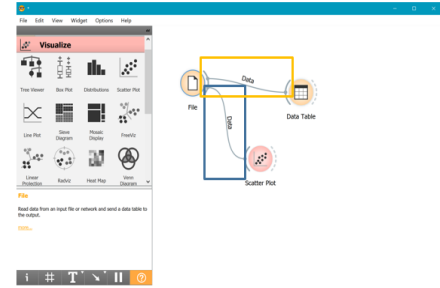 File Edit View Widget Options Help
Visualize
Tree Viewer Box Plot Distributions Scatter Plot
Line Plot Sieve Diagram Mosaic Display FreeViz
Linear Projection Radviz Heat Map Venn Diagram
File
Read data from an input file or network and send a data table to
the output.
more...
i # T ?
File
Data
Data Table
Data
Scatter Plot